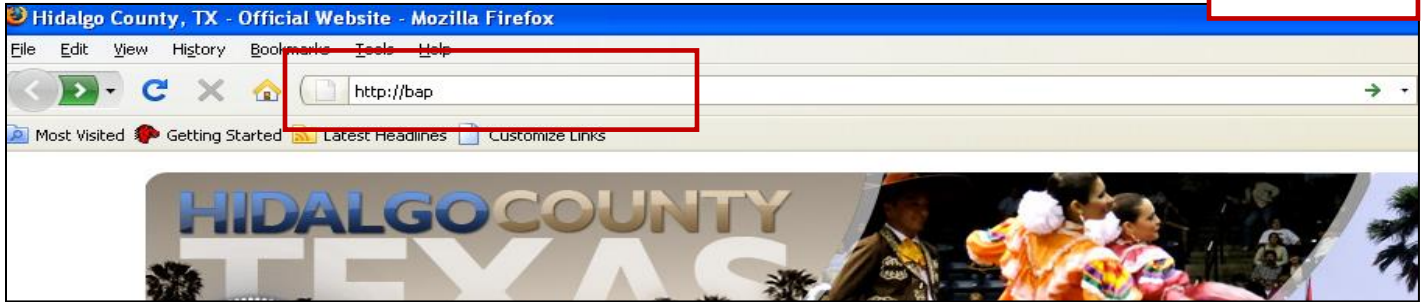 Hidalgo County, TX - Official Website - Mozilla Firefox
File Edit View History Bookmarks Tools Help
http://bap
Most Visited Getting Started Latest Headlines Customize Links
HIDALGO COUNTY
TEXAS